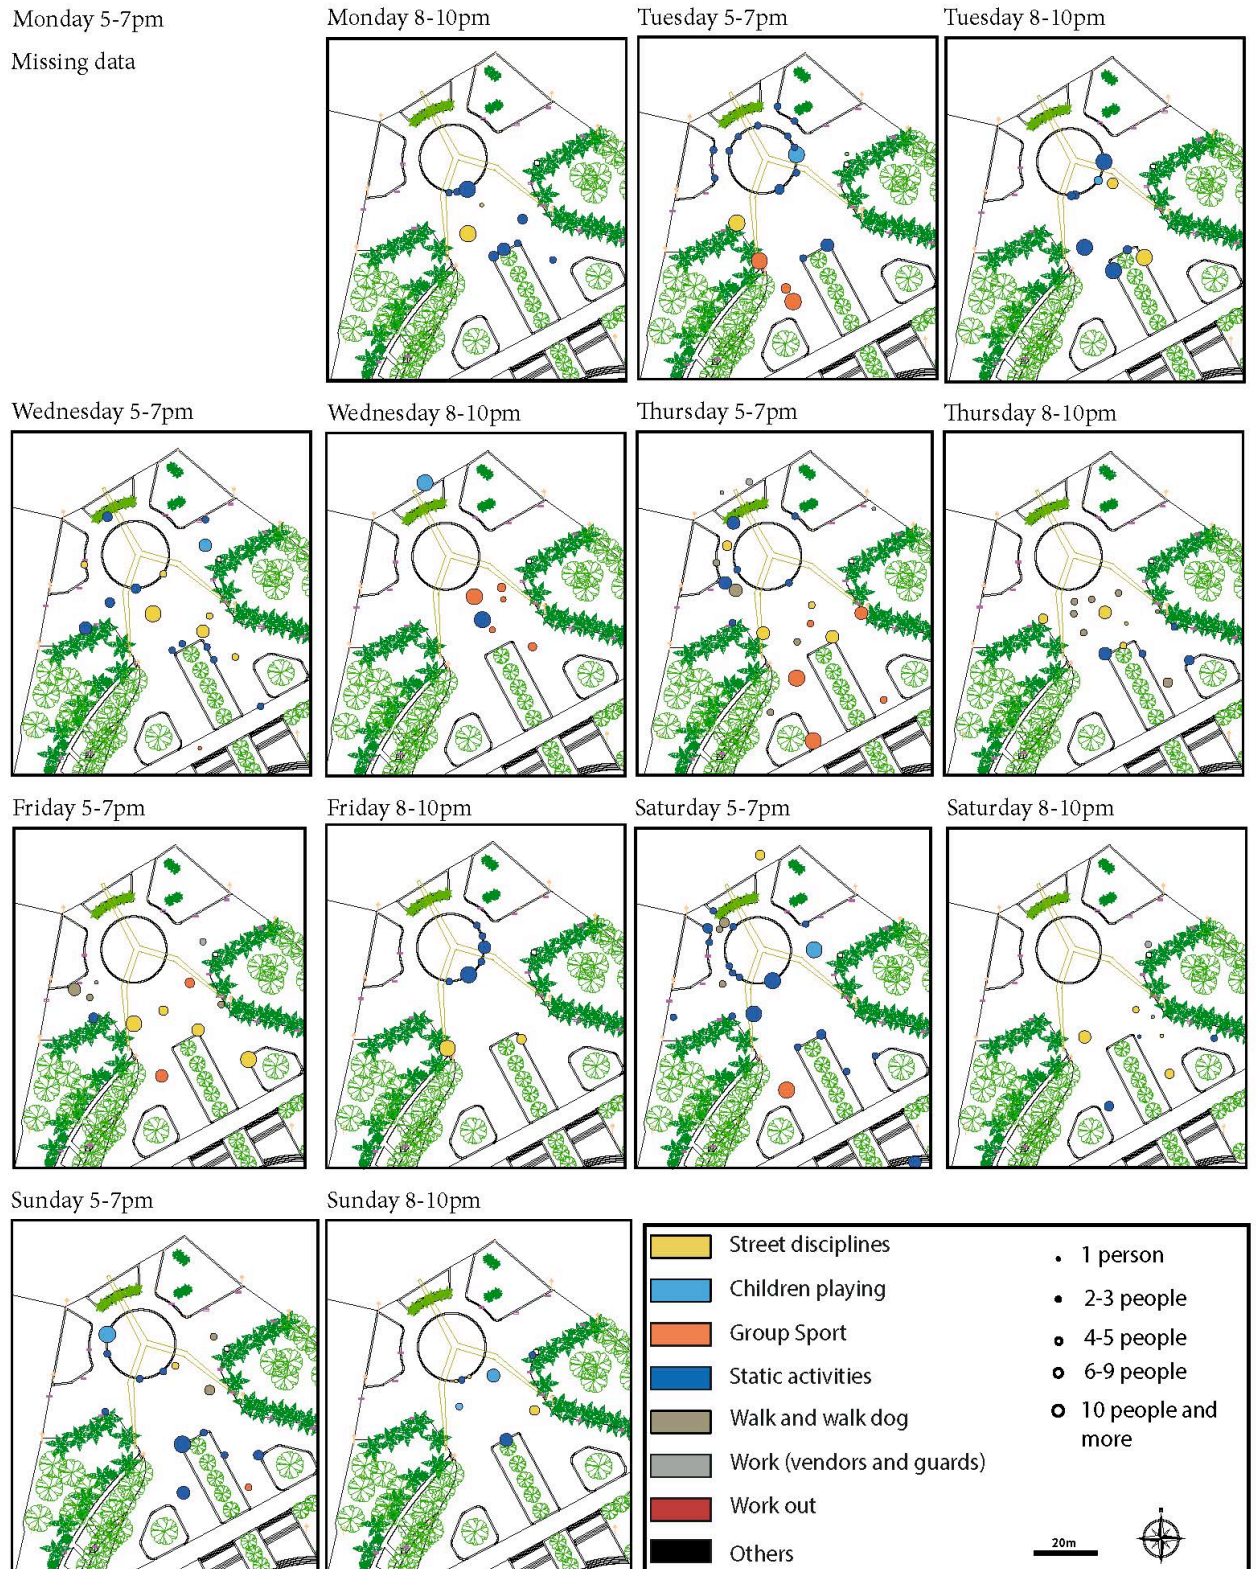 Monday 5-7pm
Missing data
Monday 8-10pm
Tuesday 5-7pm
Tuesday 8-10pm
Wednesday 5-7pm
Wednesday 8-10pm
Thursday 5-7pm
Thursday 8-10pm
Friday 5-7pm
Friday 8-10pm
Saturday 5-7pm
Saturday 8-10pm
Sunday 5-7pm
Sunday 8-10pm
Street disciplines
Children playing
Group Sport
Static activities
Walk and walk dog
Work (vendors and guards)
Work out
Others
1 person
2-3 people
4-5 people
6-9 people
10 people and
more
20m